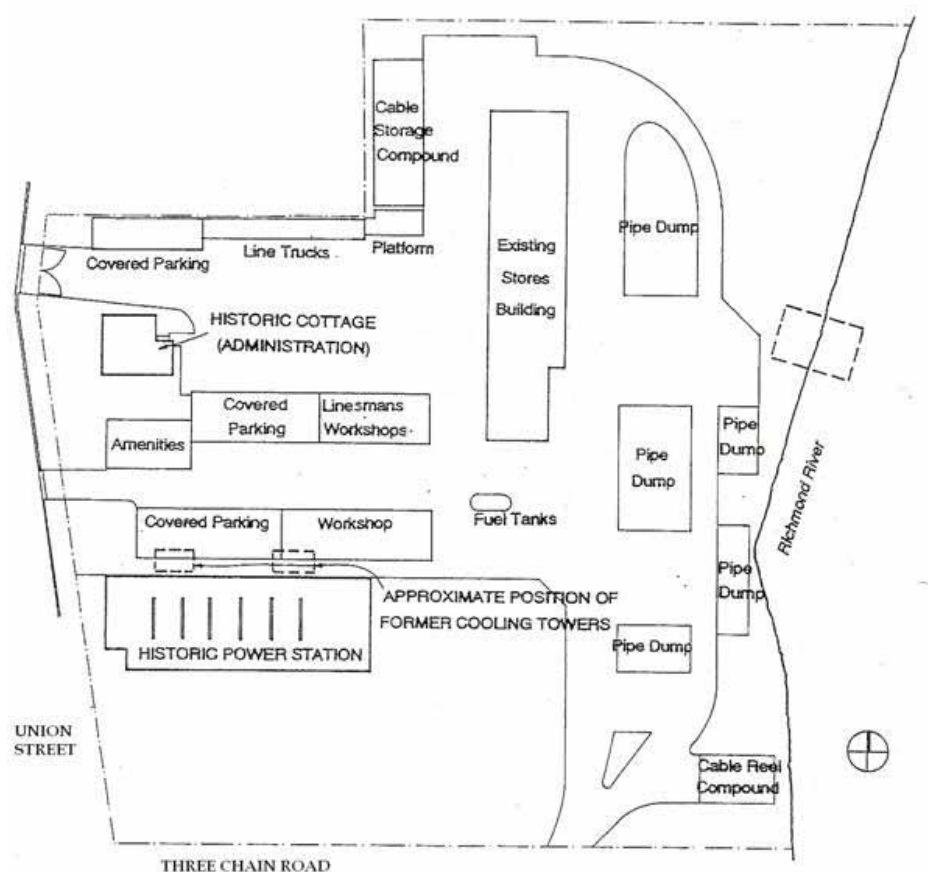 Cable
Storage
Compound
Pipe Dump
Existing
Stores
Building
Covered Parking
Line Trucks
Platform
HISTORIC COTTAGE
(ADMINISTRATION)
Covered
Parking
Linesmans
Workshops
Amenities
Pipe
Dump
Pipe
Dump
Richmond River
Fuel Tanks
Covered Parking
Workshop
Pipe
Dump
APPROXIMATE POSITION OF
FORMER COOLING TOWERS
HISTORIC POWER STATION
Pipe Dump
UNION
STREET
Cable Reel
Compound
THREE CHAIN ROAD